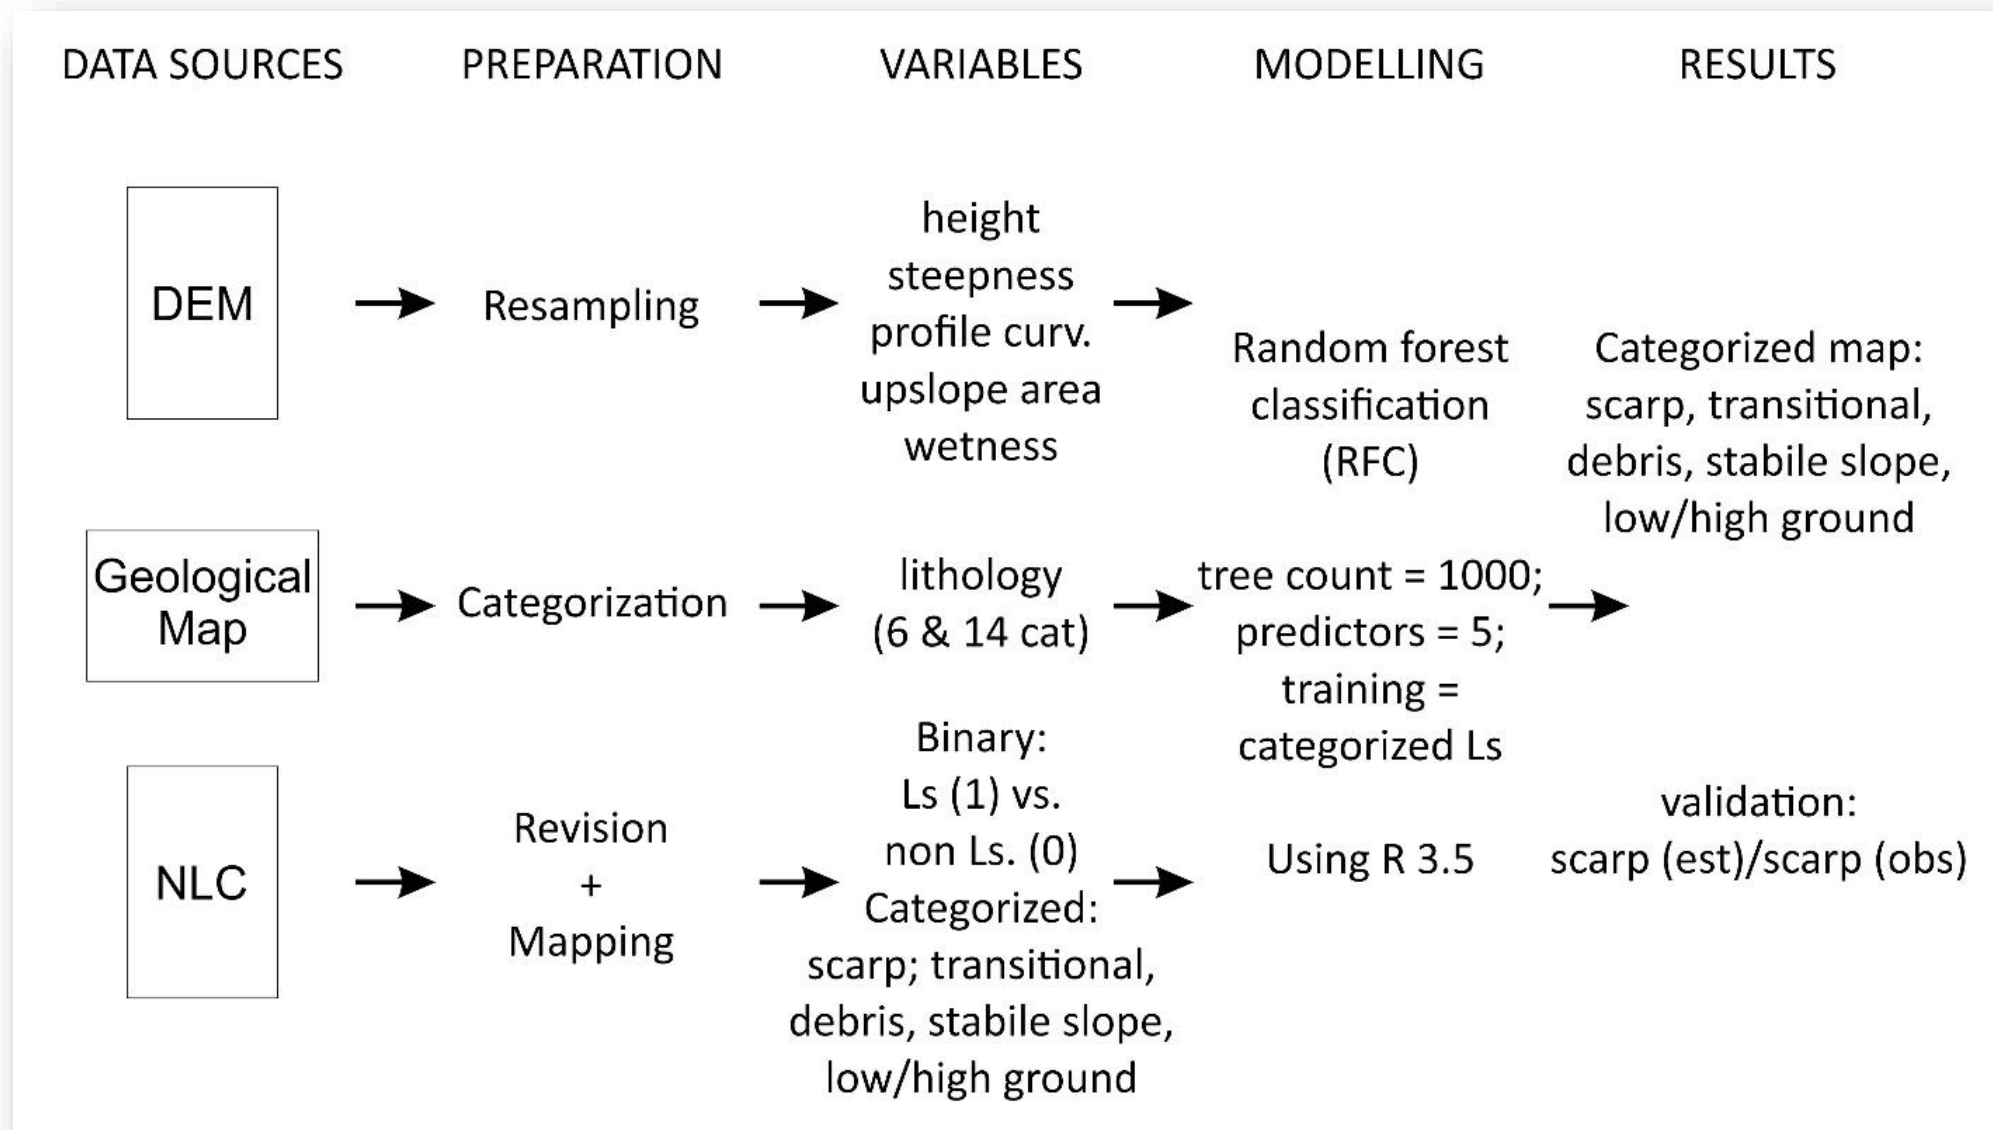 DATA SOURCES
PREPARATION
VARIABLES
MODELLING
RESULTS
DEM
Resampling
height
steepness
profile curv.
upslope area
wetness
Geological
Map
Categorization
lithology
(6 & 14 cat)
NLC
Revision
+
Mapping
Binary:
Ls (1) vs.
non Ls. (0)
Categorized:
scarp; transitional,
debris, stabile slope,
low/high ground
Random forest
classification
(RFC)
tree count = 1000;
predictors = 5;
training =
categorized Ls
Using R 3.5
Categorized map:
scarp, transitional,
debris, stabile slope,
low/high ground
validation:
scarp (est)/scarp (obs)